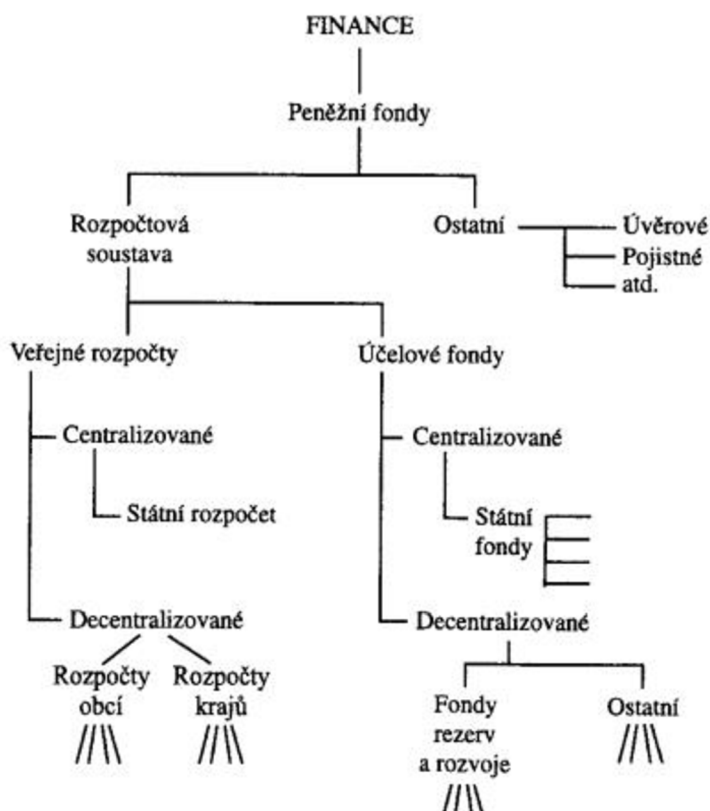 FINANCE
Peněžní fondy
Rozpočtová
soustava
Ostatní
Úvěrové
Pojistné
atd.
Veřejné rozpočty
Účelové fondy
Centralizované
Centralizované
Státní rozpočet
Státní
fondy
Decentralizované
Decentralizované
Rozpočty
obcí
Rozpočty
krajů
Fondy
rezerv
a rozvoje
Ostatní